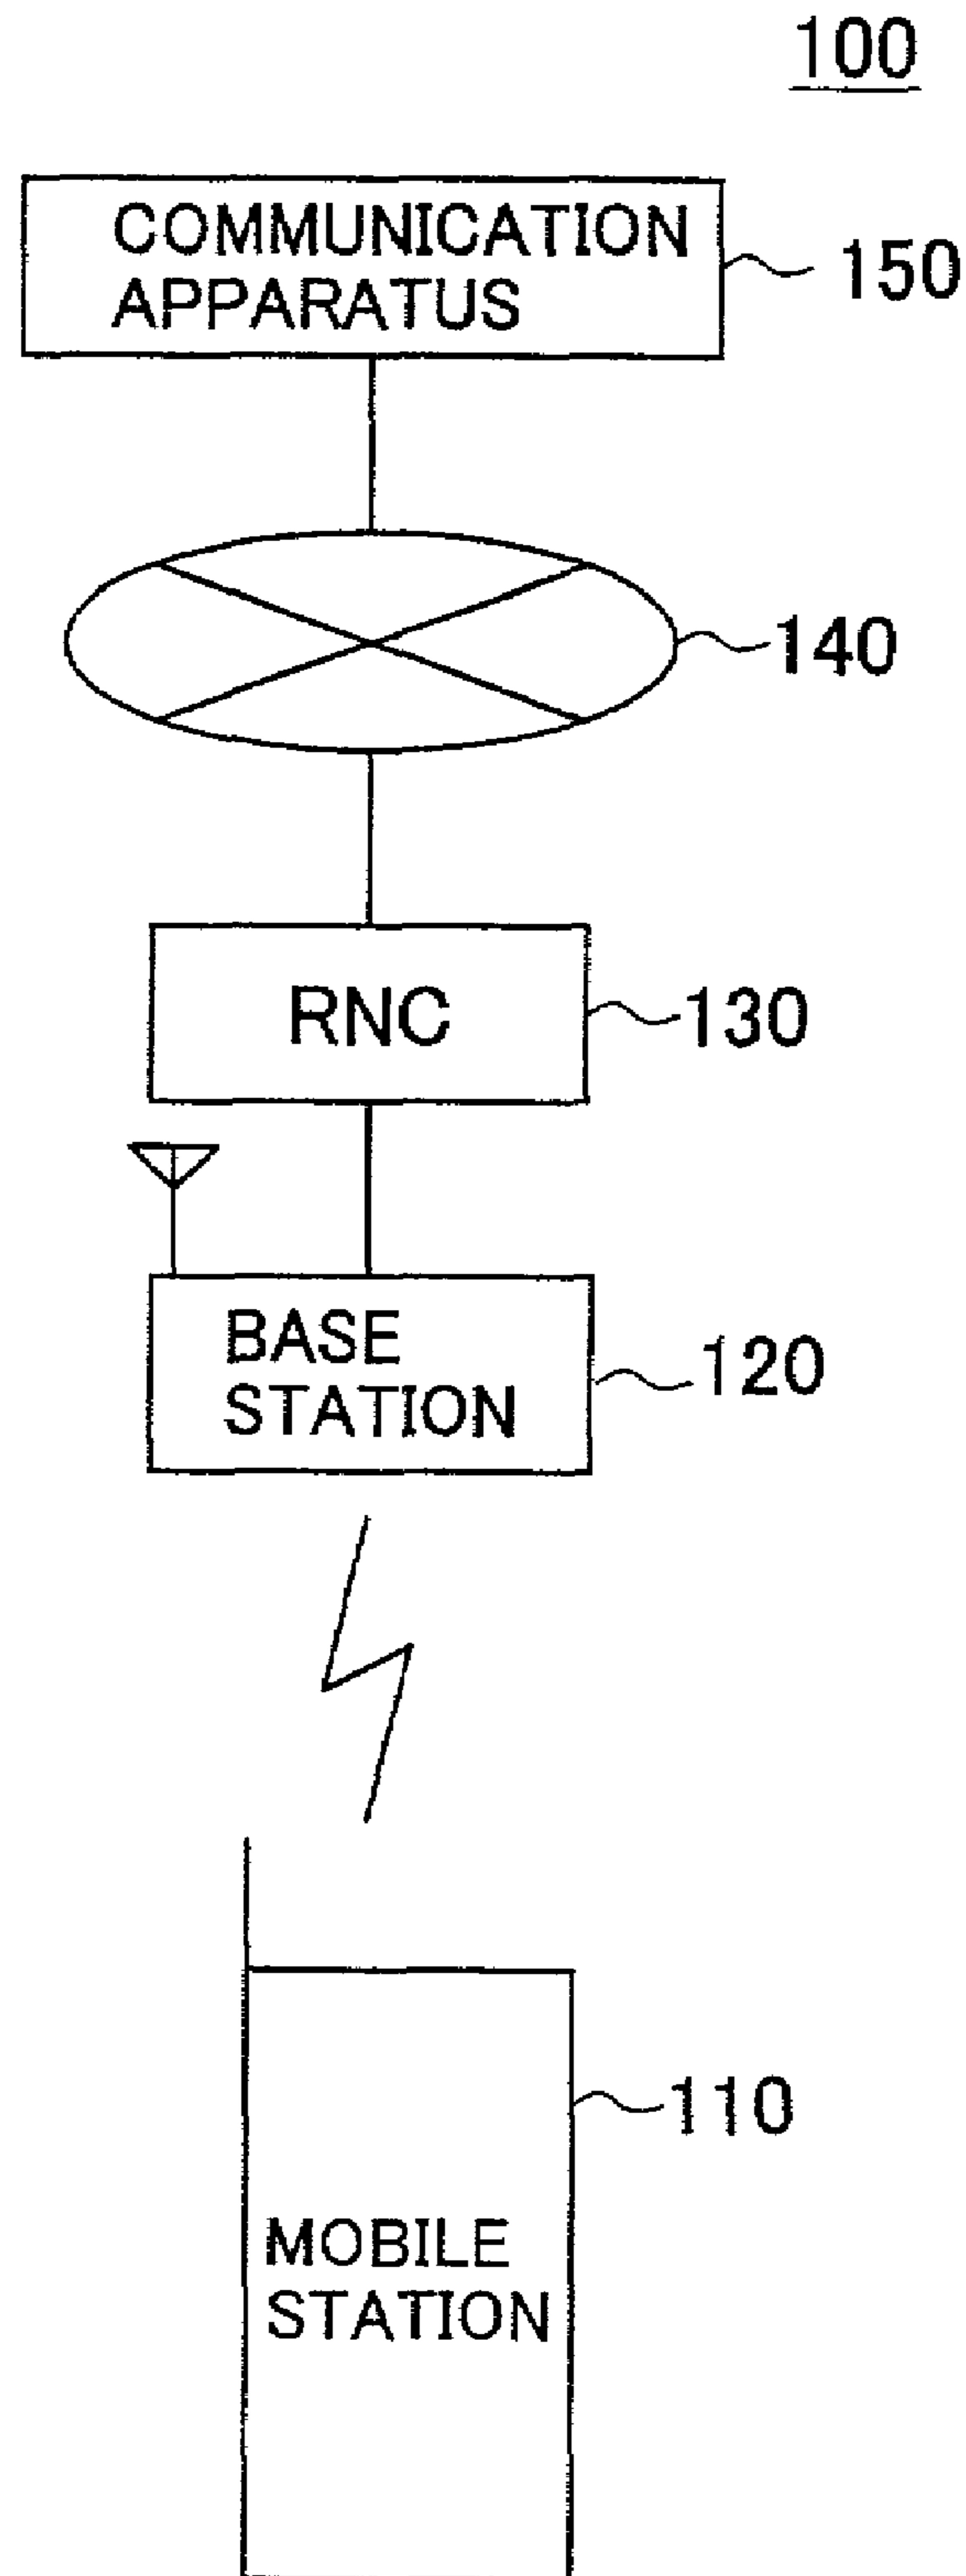 100
COMMUNICATION
APPARATUS
150
140
RNC
130
BASE
STATION
120
110
MOBILE
STATION